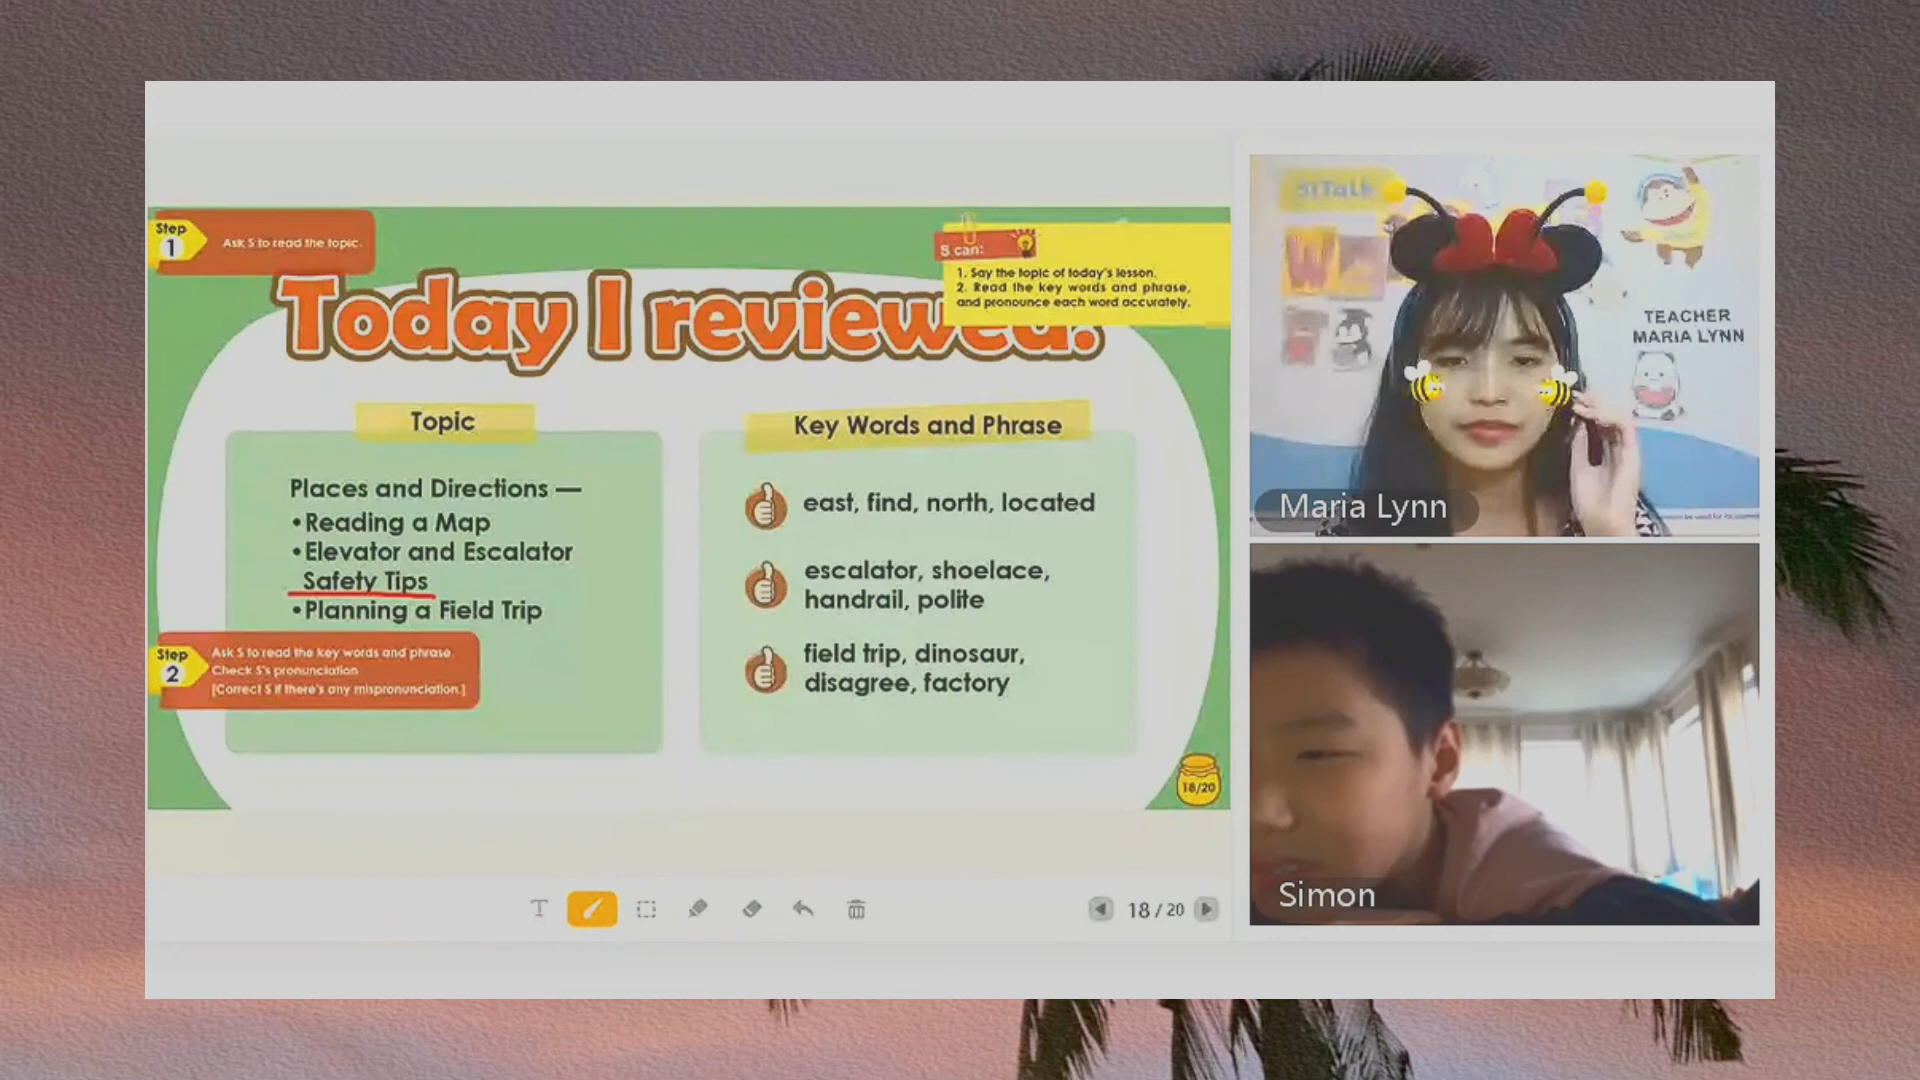 Step
1
Ask S to read the topic.
S can:
1. Say the topic of today's lesson.
2. Read the key words and phrase,
and pronounce each word accurately.
Today I reviewed:
Topic
Places and Directions —
•Reading a Map
•Elevator and Escalator
Safety Tips
•Planning a Field Trip
Step
2
Ask S to read the key words and phrase.
Check S's pronunciation
[Correct S if there's any mispronunciation.]
Key Words and Phrase
east, find, north, located
escalator, shoelace,
handrail, polite
field trip, dinosaur,
disagree, factory
18/20
T
18 / 20
51Talk
TEACHER
MARIA LYNN
Maria Lynn
Simon